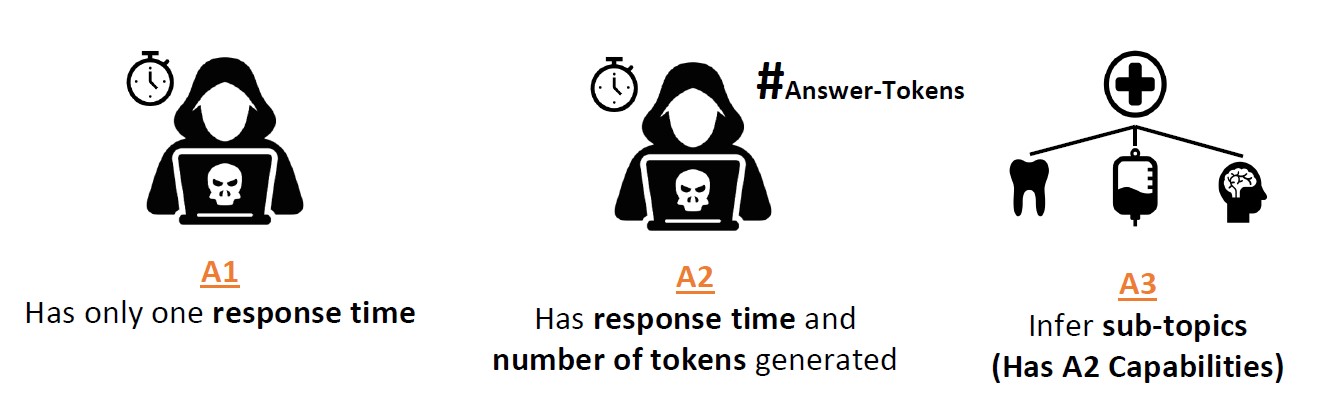 #Answer-Tokens
A1
Has only one response time
A2
Has response time and
number of tokens generated
A3
Infer sub-topics
(Has A2 Capabilities)